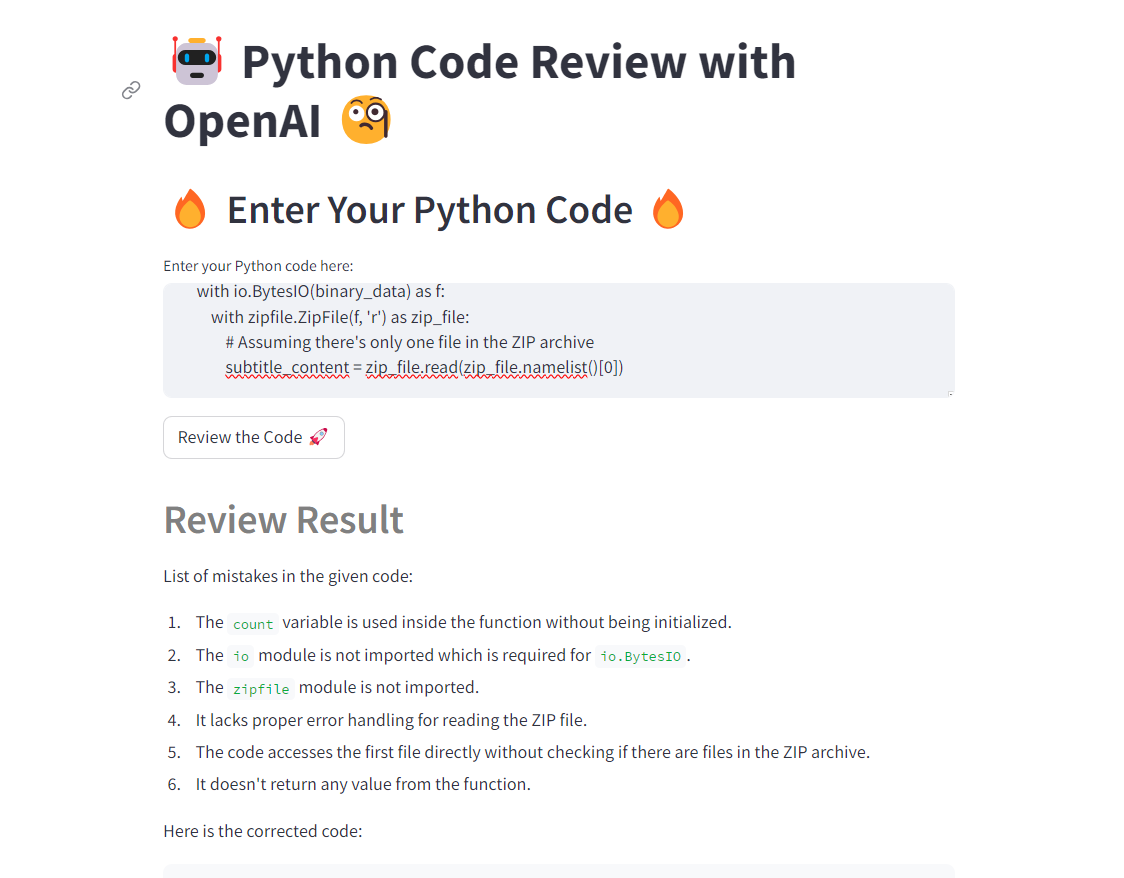 Python Code Review with
OpenAI
Enter Your Python Code
Enter your Python code here:
with io.BytesIO(binary_data) as f:
with zipfile.ZipFile(f, 'r') as zip_file:
# Assuming there's only one file in the ZIP archive
subtitle_content = zip_file.read(zip_file.namelist()[0])
Review the Code
Review Result
List of mistakes in the given code:
1. The count variable is used inside the function without being initialized.
2. The io module is not imported which is required for io.BytesIO .
3. The zipfile module is not imported.
4. It lacks proper error handling for reading the ZIP file.
5. The code accesses the first file directly without checking if there are files in the ZIP archive.
6. It doesn't return any value from the function.
Here is the corrected code: